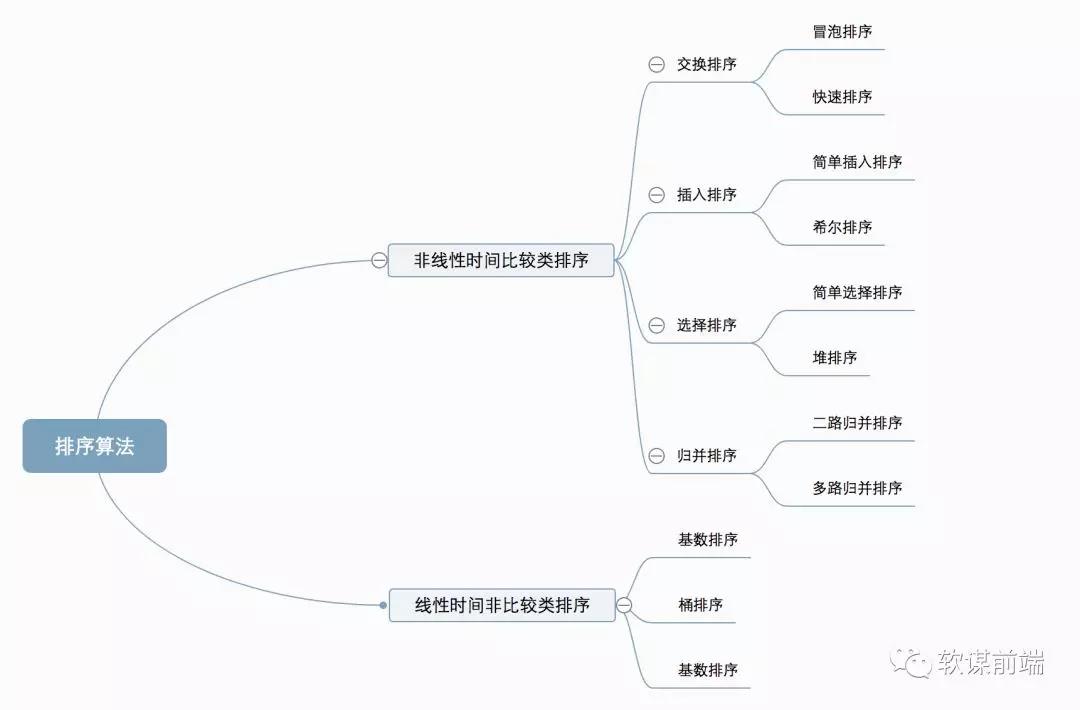 排序算法
非线性时间比较类排序
交换排序
冒泡排序
快速排序
插入排序
简单插入排序
希尔排序
选择排序
简单选择排序
堆排序
归并排序
二路归并排序
多路归并排序
线性时间非比较类排序
基数排序
桶排序
基数排序
软谋前端